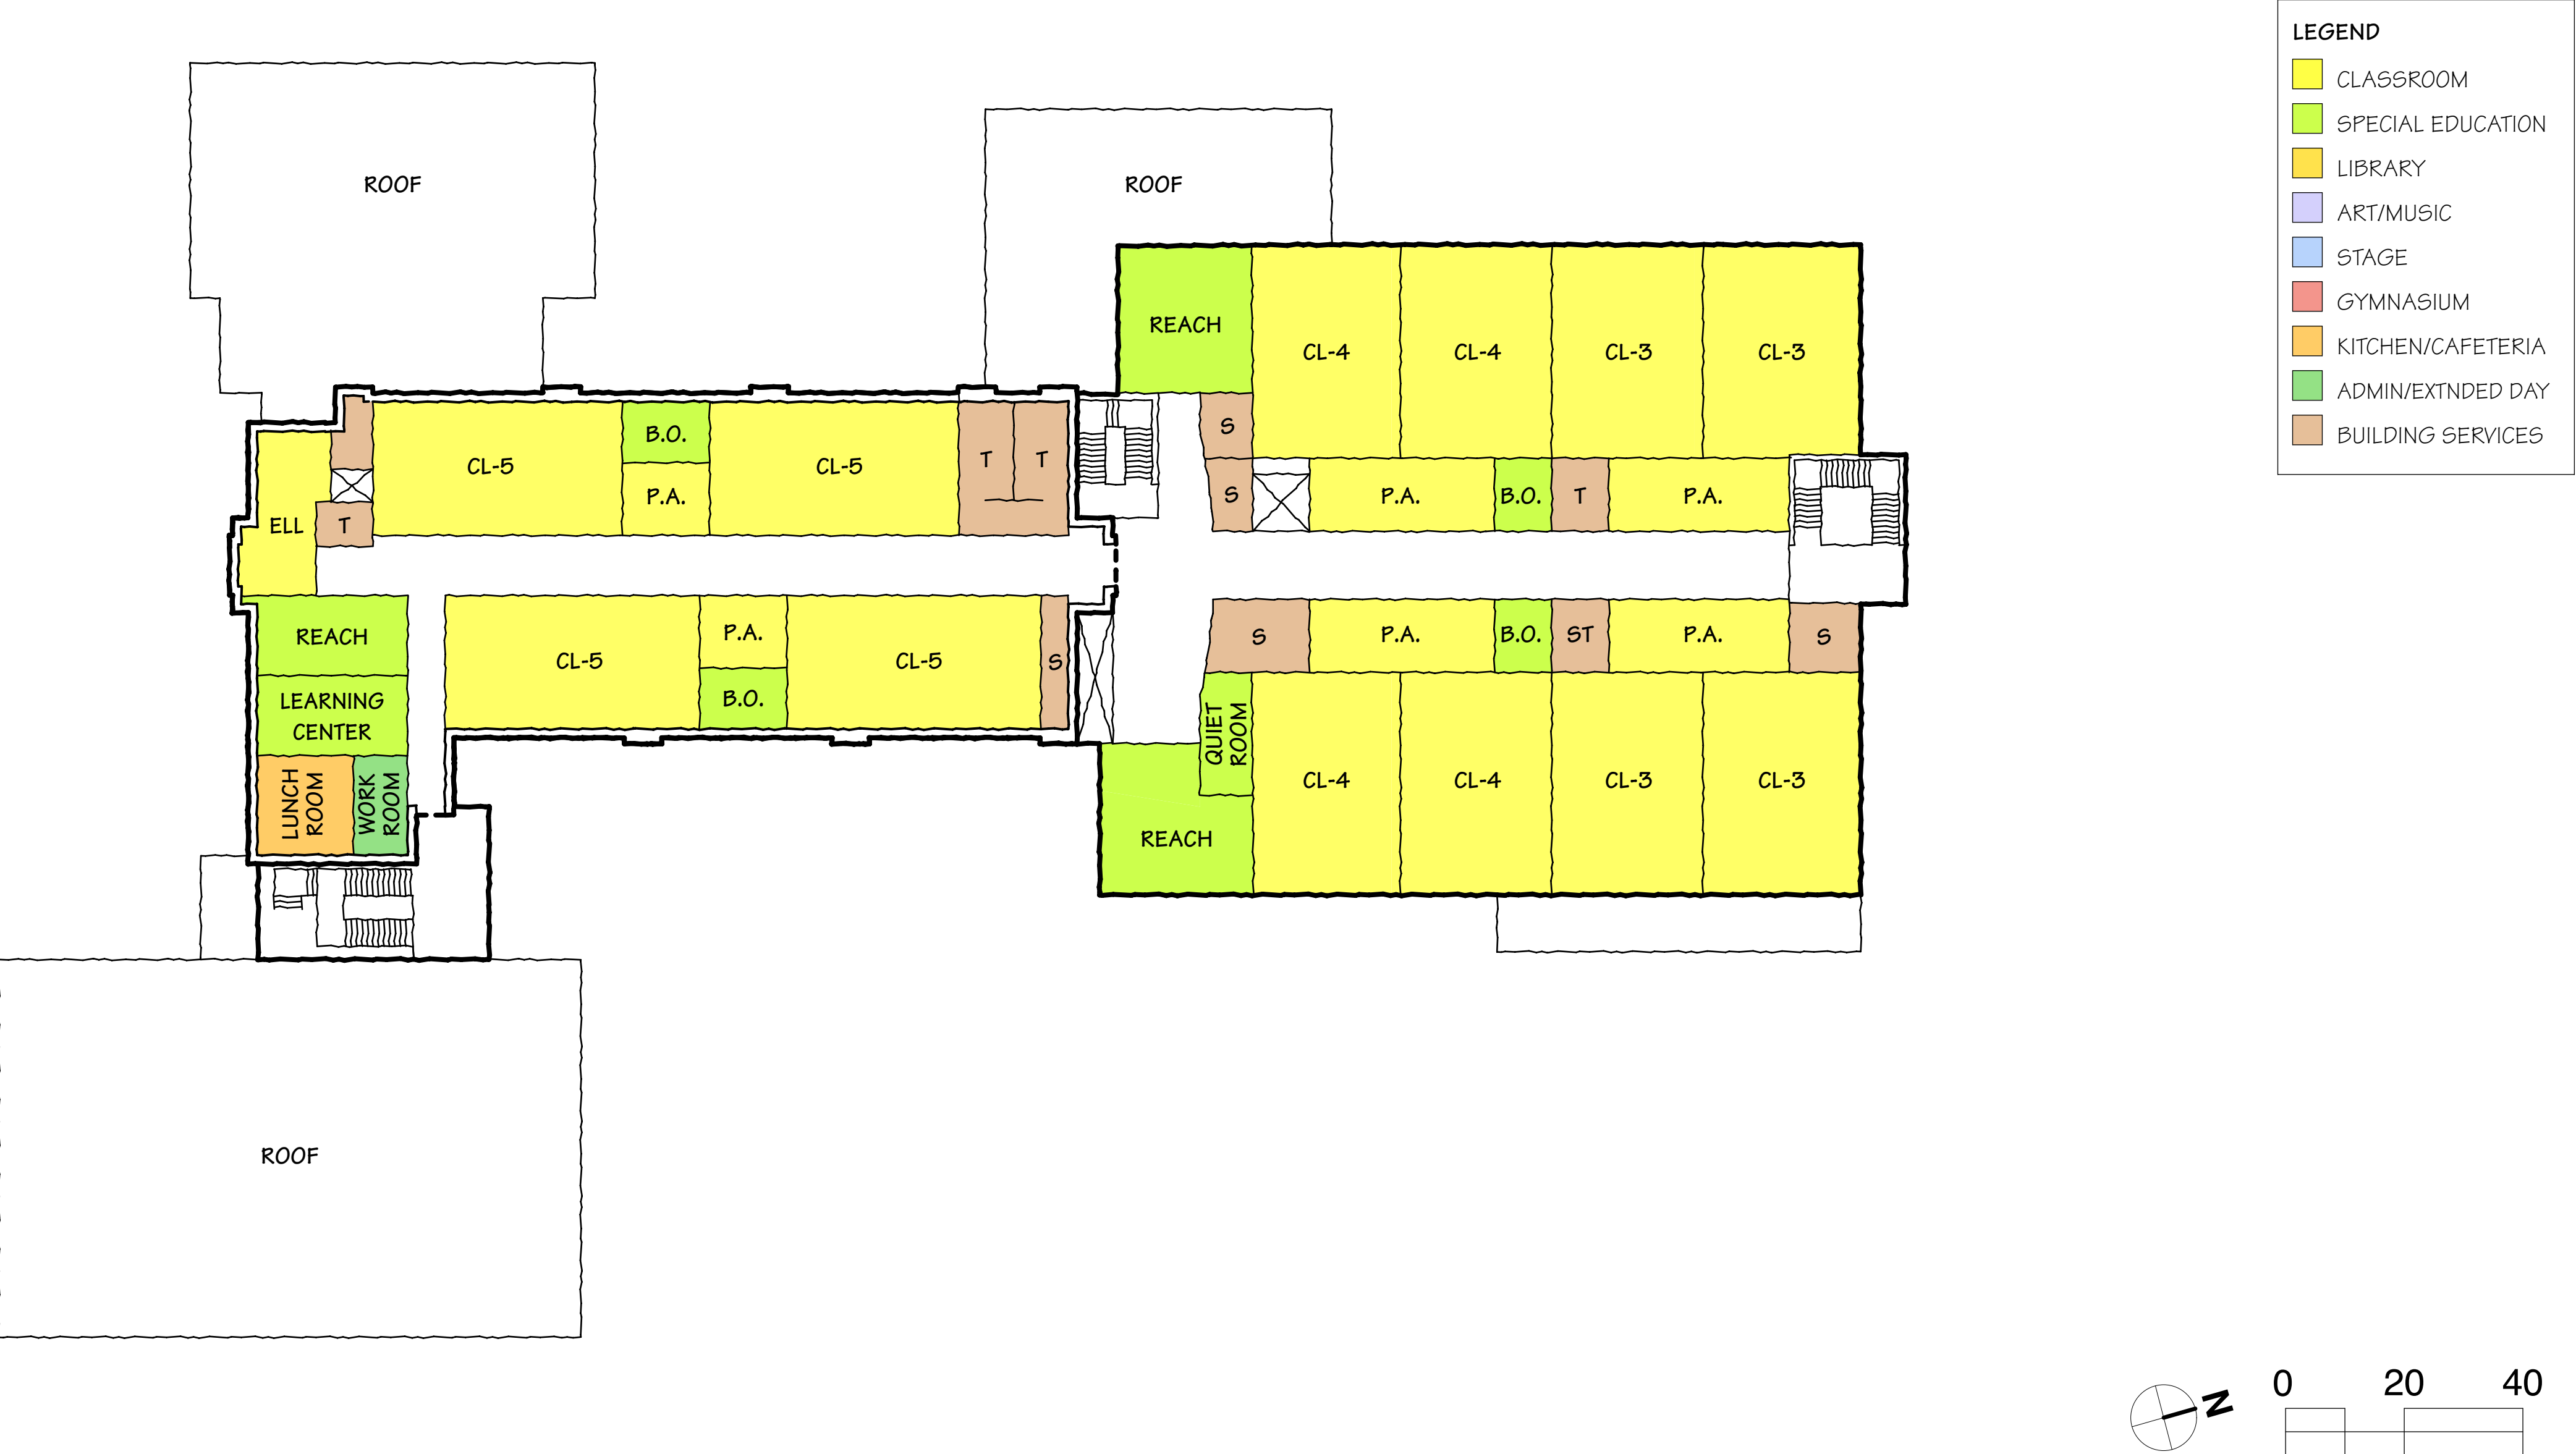 LEGEND
CLASSROOM
SPECIAL EDUCATION
LIBRARY
ART/MUSIC
STAGE
GYMNASIUM
KITCHEN/CAFETERIA
ADMIN/EXTNDED DAY
BUILDING SERVICES
ROOF
ROOF
REACH
CL-4
CL-4
CL-3
CL-3
B.O.
CL-5
CL-5
P.A.
T
T
S
S
P.A.
B.O.
T
P.A.
ELL
T
REACH
P.A.
CL-5
CL-5
B.O.
S
S
P.A.
B.O.
ST
P.A.
S
LEARNING
CENTER
QUIET
ROOM
LUNCH
ROOM
WORK
ROOM
CL-4
CL-4
CL-3
CL-3
REACH
ROOF
N
0 20 40